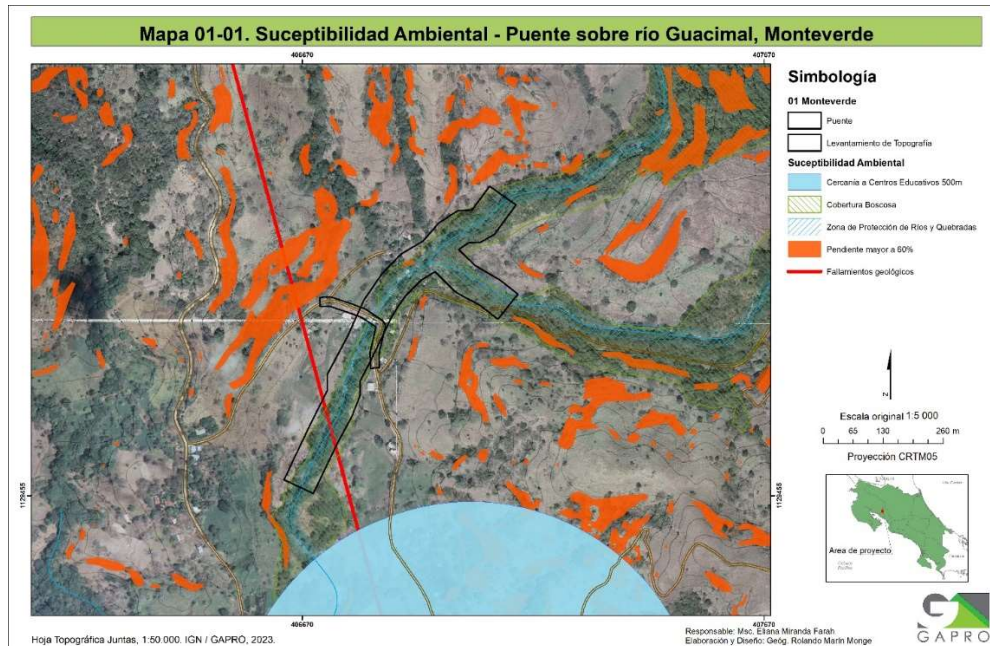 Mapa 01-01. Suceptibilidad Ambiental - Puente sobre río Guacimal, Monteverde
406670
407670
1129455
1129455
Simbología
01 Monteverde
Puente
Levantamiento de Topografía
Suceptibilidad Ambiental
Cercanía a Centros Educativos 500m
Cobertura Boscosa
Zona de Protección de Ríos y Quebradas
Pendiente mayor a 60%
Fallamientos geológicos
Z
Escala original 1:5 000
0 65 130 260 m
Proyección CRTM05
Area de proyecto
406670
407670
Hoja Topográfica Juntas, 1:50.000. IGN / GAPRO, 2023.
Responsable: Msc. Eliana Miranda Farah
Elaboración y Diseño: Geóg. Rolando Marín Monge
GAPRO